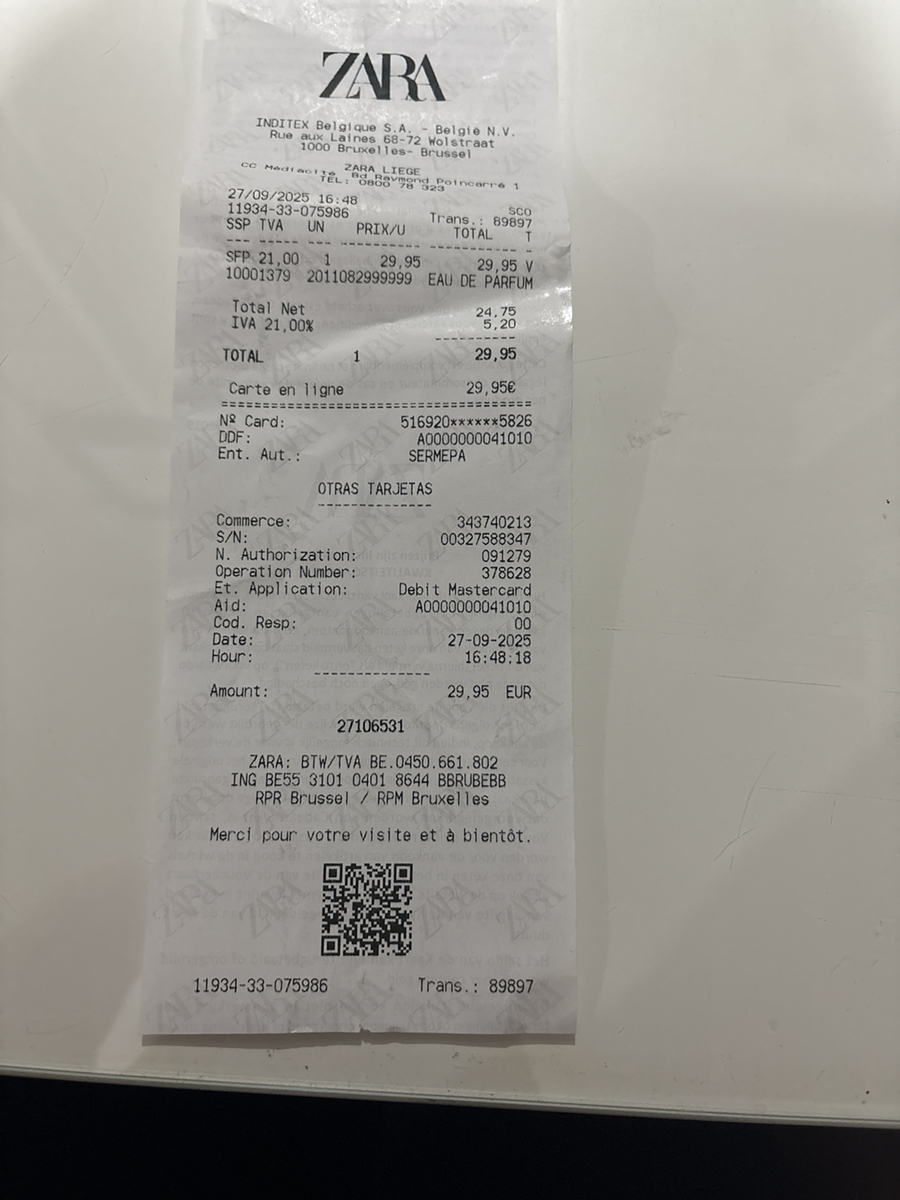 ZARA
INDITEX Belgique S.A. - België N.V.
Rue aux Laines 68-72 Wolstraat
1000 Bruxelles- Brussel
ZARA LIEGE
CC Médiacité Bd Raymond Poincarré 1
TEL: 0800 78 323
27/09/2025 16:48 SCO
11934-33-075986 Trans.: 89897
SSP TVA UN PRIX/U TOTAL T
SFP 21,00 1 29,95 29,95 V
10001379 2011082999999 EAU DE PARFUM
Total Net 24,75
IVA 21,00% 5,20
TOTAL 1 29,95
Carte en ligne 29,95€
Nº Card: 516920******5826
DDF: A0000000041010
Ent. Aut.: SERMEPA
OTRAS TARJETAS
Commerce: 343740213
S/N: 00327588347
N. Authorization: 091279
Operation Number: 378628
Et. Application: Debit Mastercard
Aid: A0000000041010
Cod. Resp: 00
Date: 27-09-2025
Hour: 16:48:18
Amount: 29,95 EUR
27106531
ZARA: BTW/TVA BE.0450.661.802
ING BE55 3101 0401 8644 BBRUBEBB
RPR Brussel / RPM Bruxelles
Merci pour votre visite et à bientôt.
11934-33-075986 Trans.: 89897